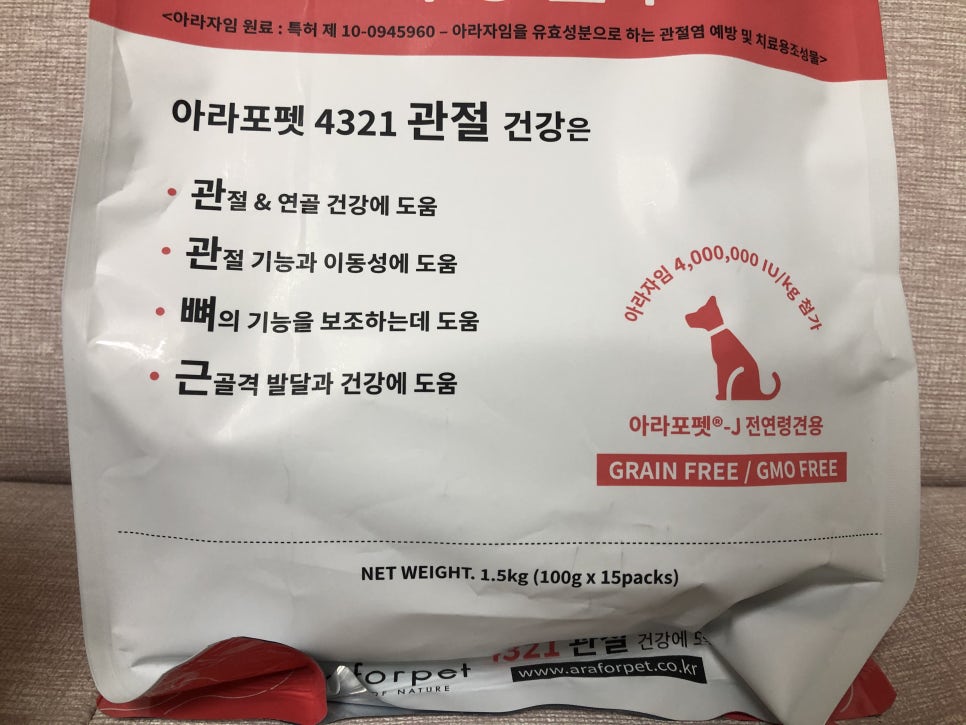 <아라자임 원료 : 특허 제 10-0945960 – 아라자임을 유효성분으로 하는 관절염 예방 및 치료용조성물>
아라포펫 4321 관절 건강은
• 관절 & 연골 건강에 도움
• 관절 기능과 이동성에 도움
• 뼈의 기능을 보조하는데 도움
• 근골격 발달과 건강에 도움
아라자임 4,000,000 IU/kg 첨가
아라포펫®-J 전연령견용
GRAIN FREE / GMO FREE
NET WEIGHT. 1.5kg (100g x 15packs)
4321 관절 건강에
forpet
OF NATURE
www.araforpet.co.kr